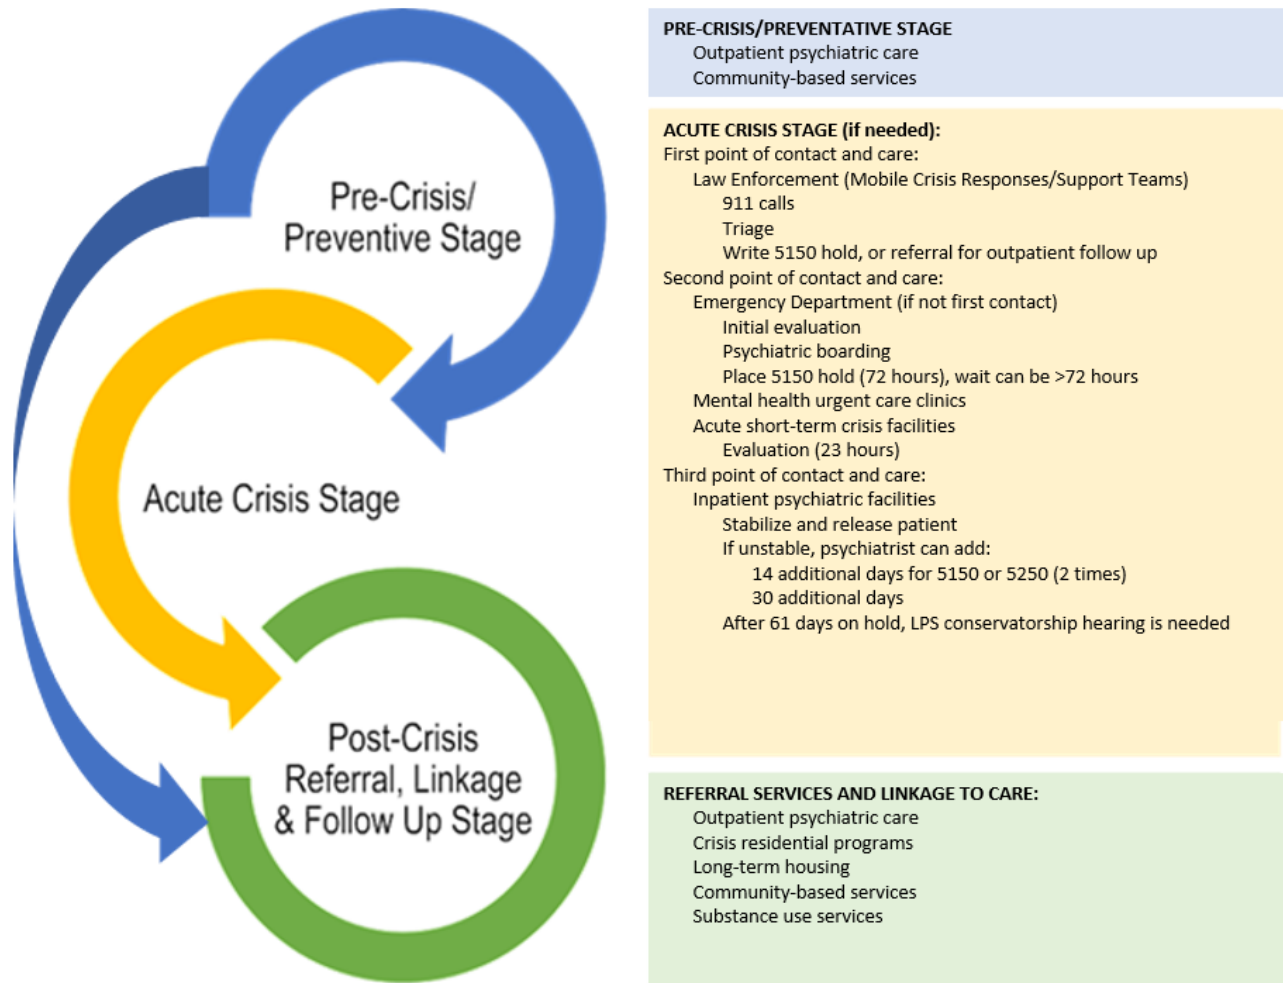 Pre-Crisis/
Preventive Stage
Acute Crisis Stage
Post-Crisis
Referral, Linkage
& Follow Up Stage
PRE-CRISIS/PREVENTATIVE STAGE
Outpatient psychiatric care
Community-based services
ACUTE CRISIS STAGE (if needed):
First point of contact and care:
Law Enforcement (Mobile Crisis Responses/Support Teams)
911 calls
Triage
Write 5150 hold, or referral for outpatient follow up
Second point of contact and care:
Emergency Department (if not first contact)
Initial evaluation
Psychiatric boarding
Place 5150 hold (72 hours), wait can be >72 hours
Mental health urgent care clinics
Acute short-term crisis facilities
Evaluation (23 hours)
Third point of contact and care:
Inpatient psychiatric facilities
Stabilize and release patient
If unstable, psychiatrist can add:
14 additional days for 5150 or 5250 (2 times)
30 additional days
After 61 days on hold, LPS conservatorship hearing is needed
REFERRAL SERVICES AND LINKAGE TO CARE:
Outpatient psychiatric care
Crisis residential programs
Long-term housing
Community-based services
Substance use services